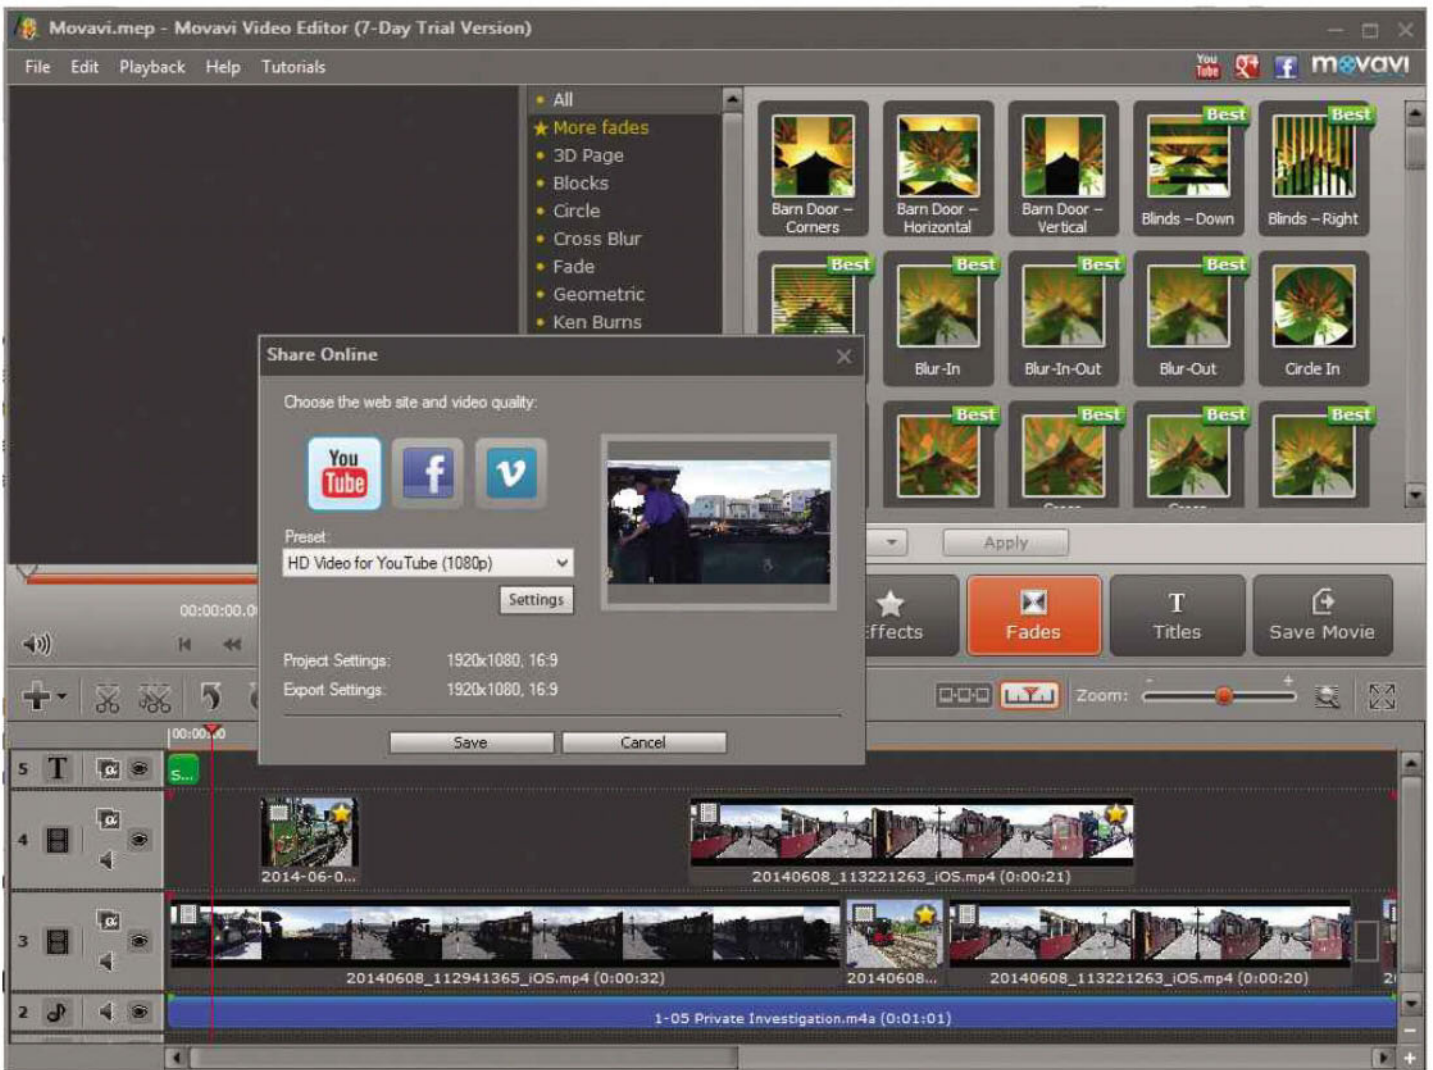 Movavi.mep - Movavi Video Editor (7-Day Trial Version)
File Edit Playback Help Tutorials
You Tube g+ f movavi
All
More fades
3D Page
Blocks
Circle
Cross Blur
Fade
Geometric
Ken Burns
Best Best
Barn Door – Corners
Barn Door – Horizontal
Barn Door – Vertical
Blinds – Down
Blinds – Right
Best Best Best Best
Blur-In
Blur-In-Out
Blur-Out
Circle In
Best Best Best Best
Share Online
Choose the web site and video quality:
You Tube f v
Preset:
HD Video for YouTube (1080p)
Settings
Project Settings: 1920x1080, 16:9
Export Settings: 1920x1080, 16:9
Save Cancel
Apply
Effects
Fades
T
Titles
Save Movie
00:00:00.0
Zoom: - +
00:00:00
5 T α S...
4 α
2014-06-0...
20140608_113221263_iOS.mp4 (0:00:21)
3 α
20140608_112941365_iOS.mp4 (0:00:32)
20140608...
20140608_113221263_iOS.mp4 (0:00:20)
2
1-05 Private Investigation.m4a (0:01:01)